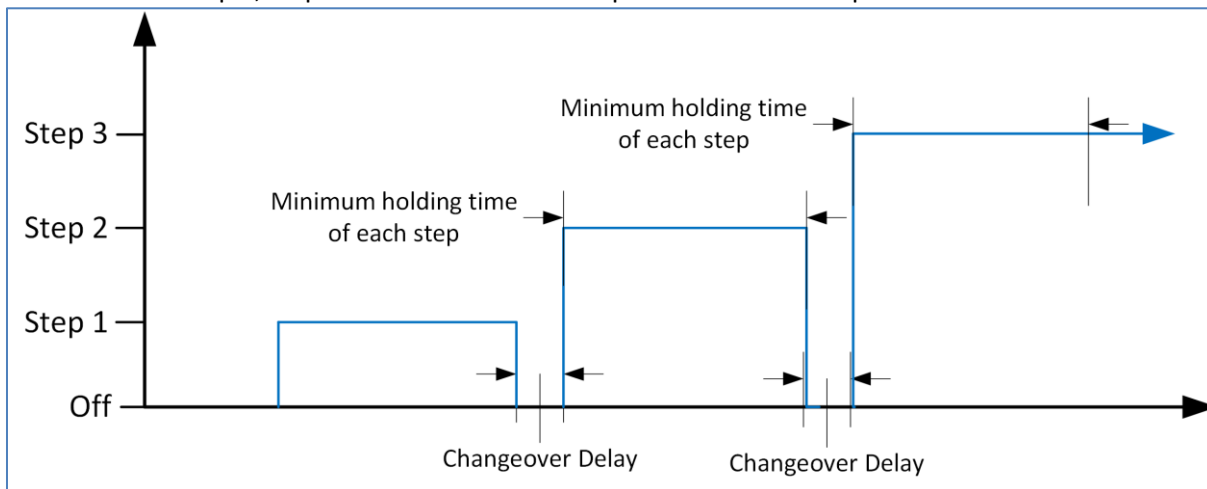 Step 3
Minimum holding time
of each step
Minimum holding time
of each step
Step 2
Step 1
Off
Changeover Delay
Changeover Delay